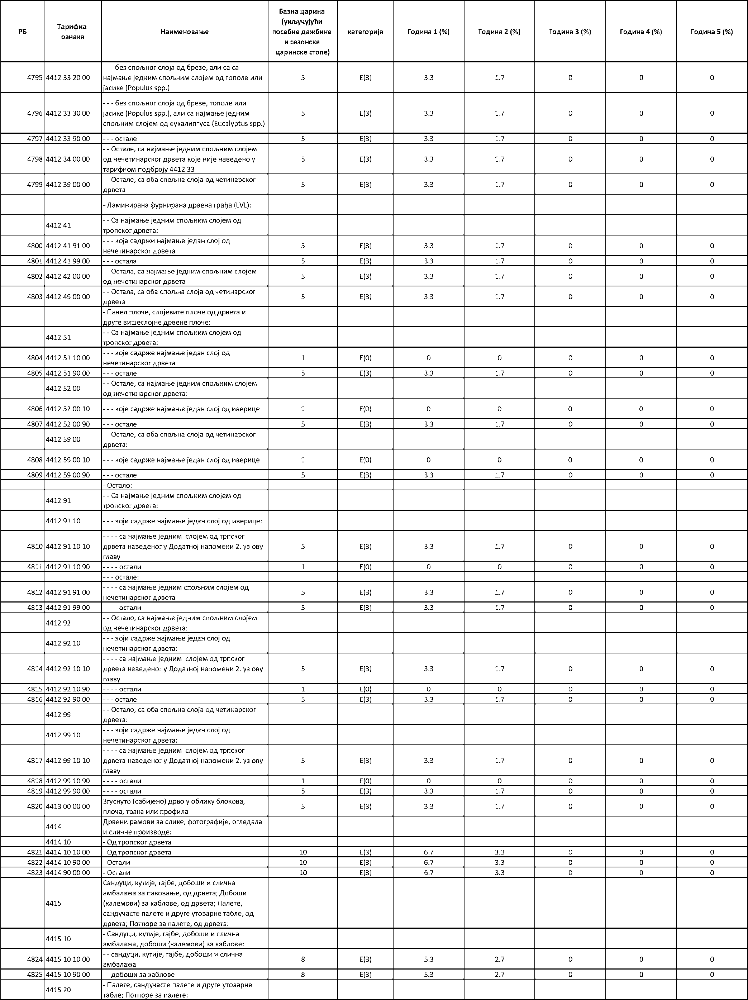 РБ Тарифна ознака Наименовање Базна царина (укључујући посебне дажбине и сезонске царинске стопе) категорија Година 1 (%) Година 2 (%) Година 3 (%) Година 4 (%) Година 5 (%)
4795 4412 33 20 00 - - - без спољног слоја од брезе, али са са најмање једним спољним слојем од тополе или јасике (Populus spp.) 5 E(3) 3.3 1.7 0 0 0
4796 4412 33 30 00 - - - без спољног слоја од брезе, тополе или јасике (Populus spp.), али са најмање једним спољним слојем од еукалиптуса (Eucalyptus spp.) 5 E(3) 3.3 1.7 0 0 0
4797 4412 33 90 00 - - - остале 5 E(3) 3.3 1.7 0 0 0
4798 4412 34 00 00 - - Остале, са најмање једним спољним слојем од нечетинарског дрвета које није наведено у тарифном подброју 4412 33 5 E(3) 3.3 1.7 0 0 0
4799 4412 39 00 00 - - Остале, са оба спољна слоја од четинарског дрвета 5 E(3) 3.3 1.7 0 0 0
- Ламинирана фурнирана дрвена грађа (LVL):
4412 41 - - Са најмање једним спољним слојем од тропског дрвета:
4800 4412 41 91 00 - - - која садржи најмање један слој од нечетинарског дрвета 5 E(3) 3.3 1.7 0 0 0
4801 4412 41 99 00 - - - остала 5 E(3) 3.3 1.7 0 0 0
4802 4412 42 00 00 - - Остала, са најмање једним спољним слојем од нечетинарског дрвета 5 E(3) 3.3 1.7 0 0 0
4803 4412 49 00 00 - - Остала, са оба спољна слоја од четинарског дрвета 5 E(3) 3.3 1.7 0 0 0
- Панел плоче, слојевите плоче од дрвета и друге вишеслојне дрвене плоче:
4412 51 - - Са најмање једним спољним слојем од тропског дрвета:
4804 4412 51 10 00 - - - које садрже најмање један слој од нечетинарског дрвета 1 E(0) 0 0 0 0 0
4805 4412 51 90 00 - - - остале 5 E(3) 3.3 1.7 0 0 0
4412 52 00 - - Остале, са најмање једним спољним слојем од нечетинарског дрвета:
4806 4412 52 00 10 - - - које садрже најмање један слој од иверице 1 E(0) 0 0 0 0 0
4807 4412 52 00 90 - - - остале 5 E(3) 3.3 1.7 0 0 0
4412 59 00 - - Остале, са оба спољна слоја од четинарског дрвета:
4808 4412 59 00 10 - - - које садрже најмање један слој од иверице 1 E(0) 0 0 0 0 0
4809 4412 59 00 90 - - - остале 5 E(3) 3.3 1.7 0 0 0
- Остало:
4412 91 - - Са најмање једним спољним слојем од тропског дрвета:
4412 91 10 - - - који садрже најмање један слој од иверице:
4810 4412 91 10 10 - - - - са најмање једним слојем од трпског дрвета наведеног у Додатној напомени 2. уз ову главу 5 E(3) 3.3 1.7 0 0 0
4811 4412 91 10 90 - - - - остали 1 E(0) 0 0 0 0 0
- - - остале:
4812 4412 91 91 00 - - - - са најмање једним спољним слојем од нечетинарског дрвета 5 E(3) 3.3 1.7 0 0 0
4813 4412 91 99 00 - - - - остали 5 E(3) 3.3 1.7 0 0 0
4412 92 - - Остало, са најмање једним спољним слојем од нечетинарског дрвета:
4412 92 10 - - - који садрже најмање један слој од нечетинарског дрвета:
4814 4412 92 10 10 - - - - са најмање једним слојем од трпског дрвета наведеног у Додатној напомени 2. уз ову главу 5 E(3) 3.3 1.7 0 0 0
4815 4412 92 10 90 - - - - остали 1 E(0) 0 0 0 0 0
4816 4412 92 90 00 - - - остале 5 E(3) 3.3 1.7 0 0 0
4412 99 - - Остало, са оба спољна слоја од четинарског дрвета:
4412 99 10 - - - који садрже најмање један слој од нечетинарског дрвета:
4817 4412 99 10 10 - - - - са најмање једним слојем од трпског дрвета наведеног у Додатној напомени 2. уз ову главу 5 E(3) 3.3 1.7 0 0 0
4818 4412 99 10 90 - - - - остали 1 E(0) 0 0 0 0 0
4819 4412 99 90 00 - - - - остали 5 E(3) 3.3 1.7 0 0 0
4820 4413 00 00 00 Згуснуто (сабијено) дрво у облику блокова, плоча, трака или профила 5 E(3) 3.3 1.7 0 0 0
4414 Дрвени рамови за слике, фотографије, огледала и сличне производе:
4414 10 - Од тропског дрвета
4821 4414 10 10 00 - Од тропског дрвета 10 E(3) 6.7 3.3 0 0 0
4822 4414 10 90 00 - Остали 10 E(3) 6.7 3.3 0 0 0
4823 4414 90 00 00 - Остали 10 E(3) 6.7 3.3 0 0 0
4415 Сандуци, кутије, гајбе, добоши и слична амбалажа за паковање, од дрвета; Добоши (калемови) за каблове, од дрвета; Палете, сандучасте палете и друге утоварне табле, од дрвета; Потпоре за палете, од дрвета:
4415 10 - Сандуци, кутије, гајбе, добоши и слична амбалажа, добоши (калемови) за каблове:
4824 4415 10 10 00 - - сандуци, кутије, гајбе, добоши и слична амбалажа 8 E(3) 5.3 2.7 0 0 0
4825 4415 10 90 00 - - добоши за каблове 8 E(3) 5.3 2.7 0 0 0
4415 20 - Палете, сандучасте палете и друге утоварне табле; Потпоре за палете: